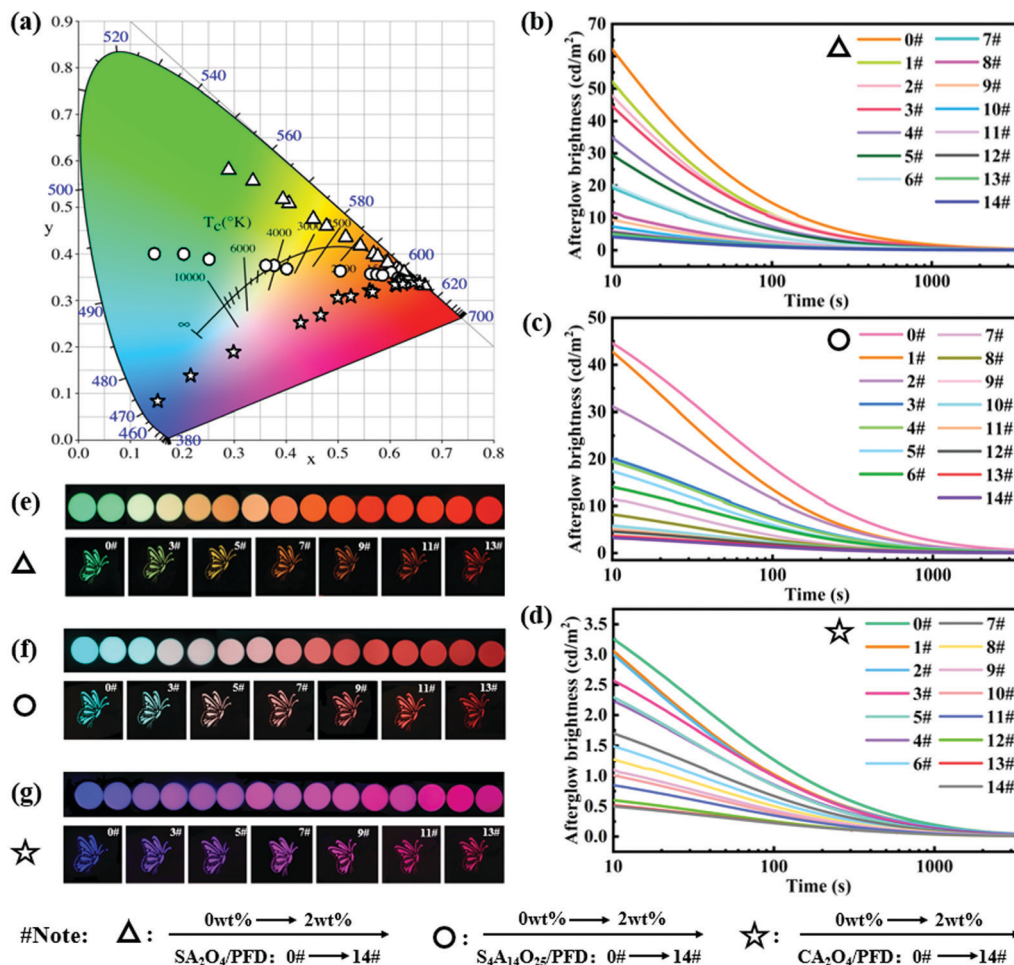 (a)
0.9
0.8
0.7
0.6
0.5
y
0.4
0.3
0.2
0.1
0.0
0.0 0.1 0.2 0.3 0.4 0.5 0.6 0.7 0.8
x
520
540
560
580
600
620
700
500
490
480
470
460
380
Tc(°K)
10000
6000
4000
∞
(b)
Afterglow brightness (cd/m²)
70
60
50
40
30
20
10
0
10 100 1000
Time (s)
0# 7#
1# 8#
2# 9#
3# 10#
4# 11#
5# 12#
6# 13#
14#
(c)
Afterglow brightness (cd/m²)
50
40
30
20
10
0
10 100 1000
Time (s)
0# 7#
1# 8#
2# 9#
3# 10#
4# 11#
5# 12#
6# 13#
14#
(d)
Afterglow brightness (cd/m²)
3.5
3.0
2.5
2.0
1.5
1.0
0.5
0.0
10 100 1000
Time (s)
0# 7#
1# 8#
2# 9#
3# 10#
5# 11#
4# 12#
6# 13#
14#
(e)
0# 3# 5# 7# 9# 11# 13#
(f)
0# 3# 5# 7# 9# 11# 13#
(g)
0# 3# 5# 7# 9# 11# 13#
#Note:
0wt% → 2wt%
SA₂O₄/PFD: 0# → 14#
0wt% → 2wt%
S₄A₁₄O₂₅/PFD: 0# → 14#
0wt% → 2wt%
CA₂O₄/PFD: 0# → 14#